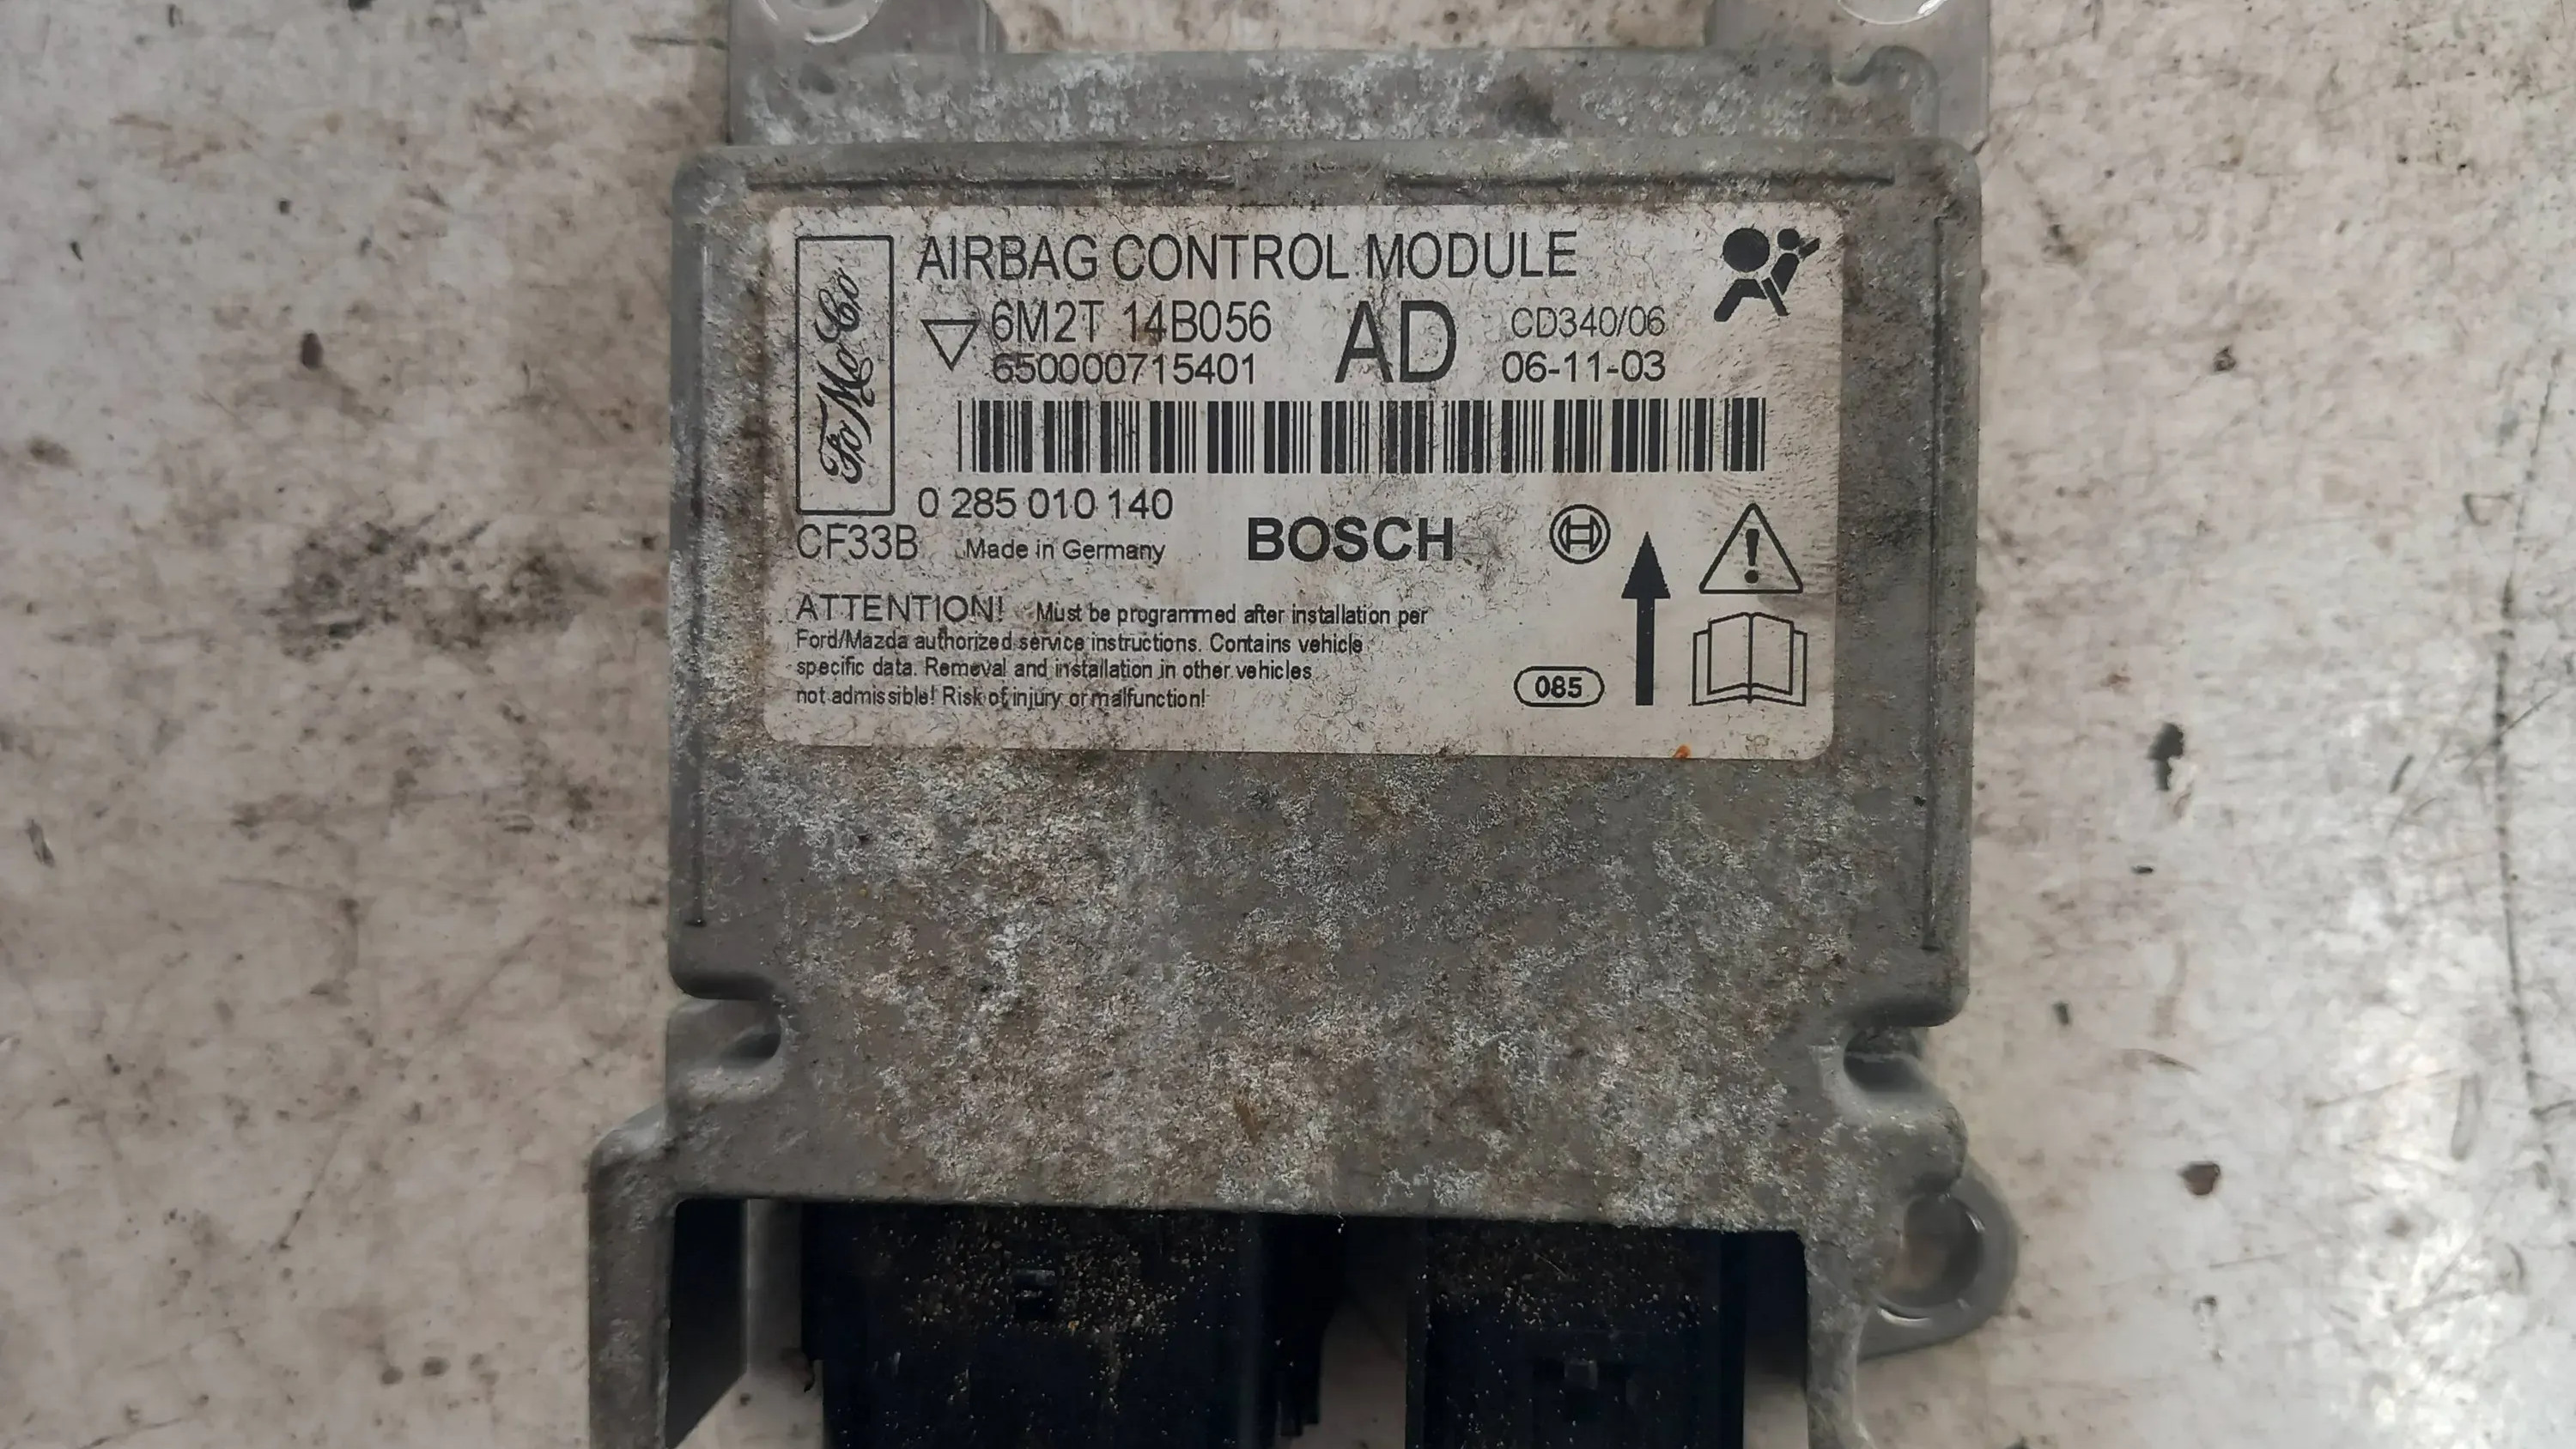 AIRBAG CONTROL MODULE
FoMoCo
6M2T 14B056 AD CD340/06
650000715401 06-11-03
0 285 010 140
CF33B Made in Germany BOSCH
ATTENTION! Must be programmed after installation per
Ford/Mazda authorized service instructions. Contains vehicle
specific data. Removal and installation in other vehicles
not admissible! Risk of injury or malfunction!
085